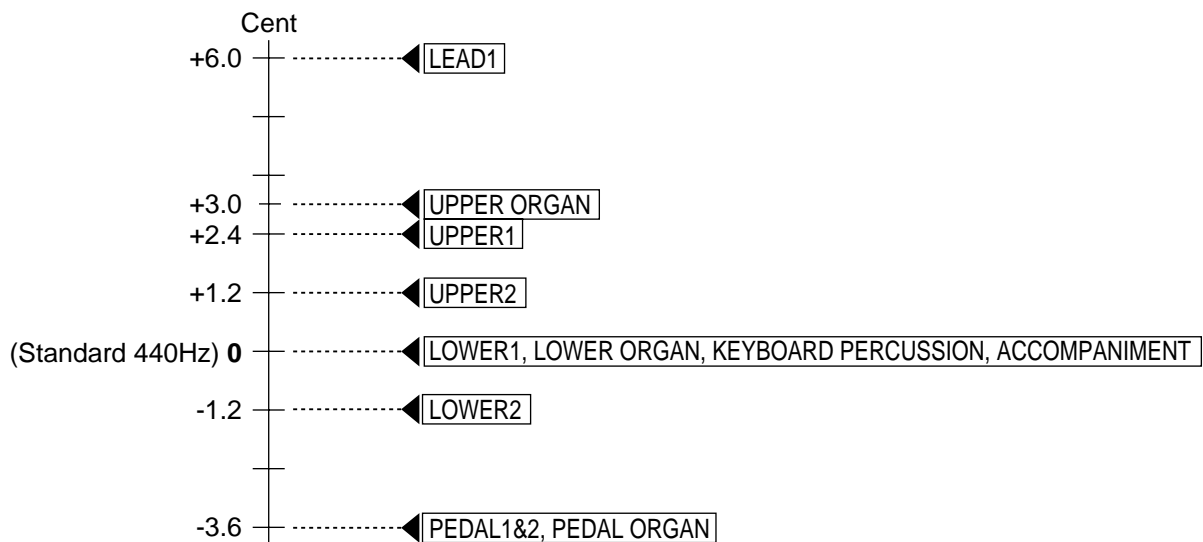 Cent
+6.0 LEAD1
+3.0 UPPER ORGAN
+2.4 UPPER1
+1.2 UPPER2
(Standard 440Hz) 0 LOWER1, LOWER ORGAN, KEYBOARD PERCUSSION, ACCOMPANIMENT
-1.2 LOWER2
-3.6 PEDAL1&2, PEDAL ORGAN